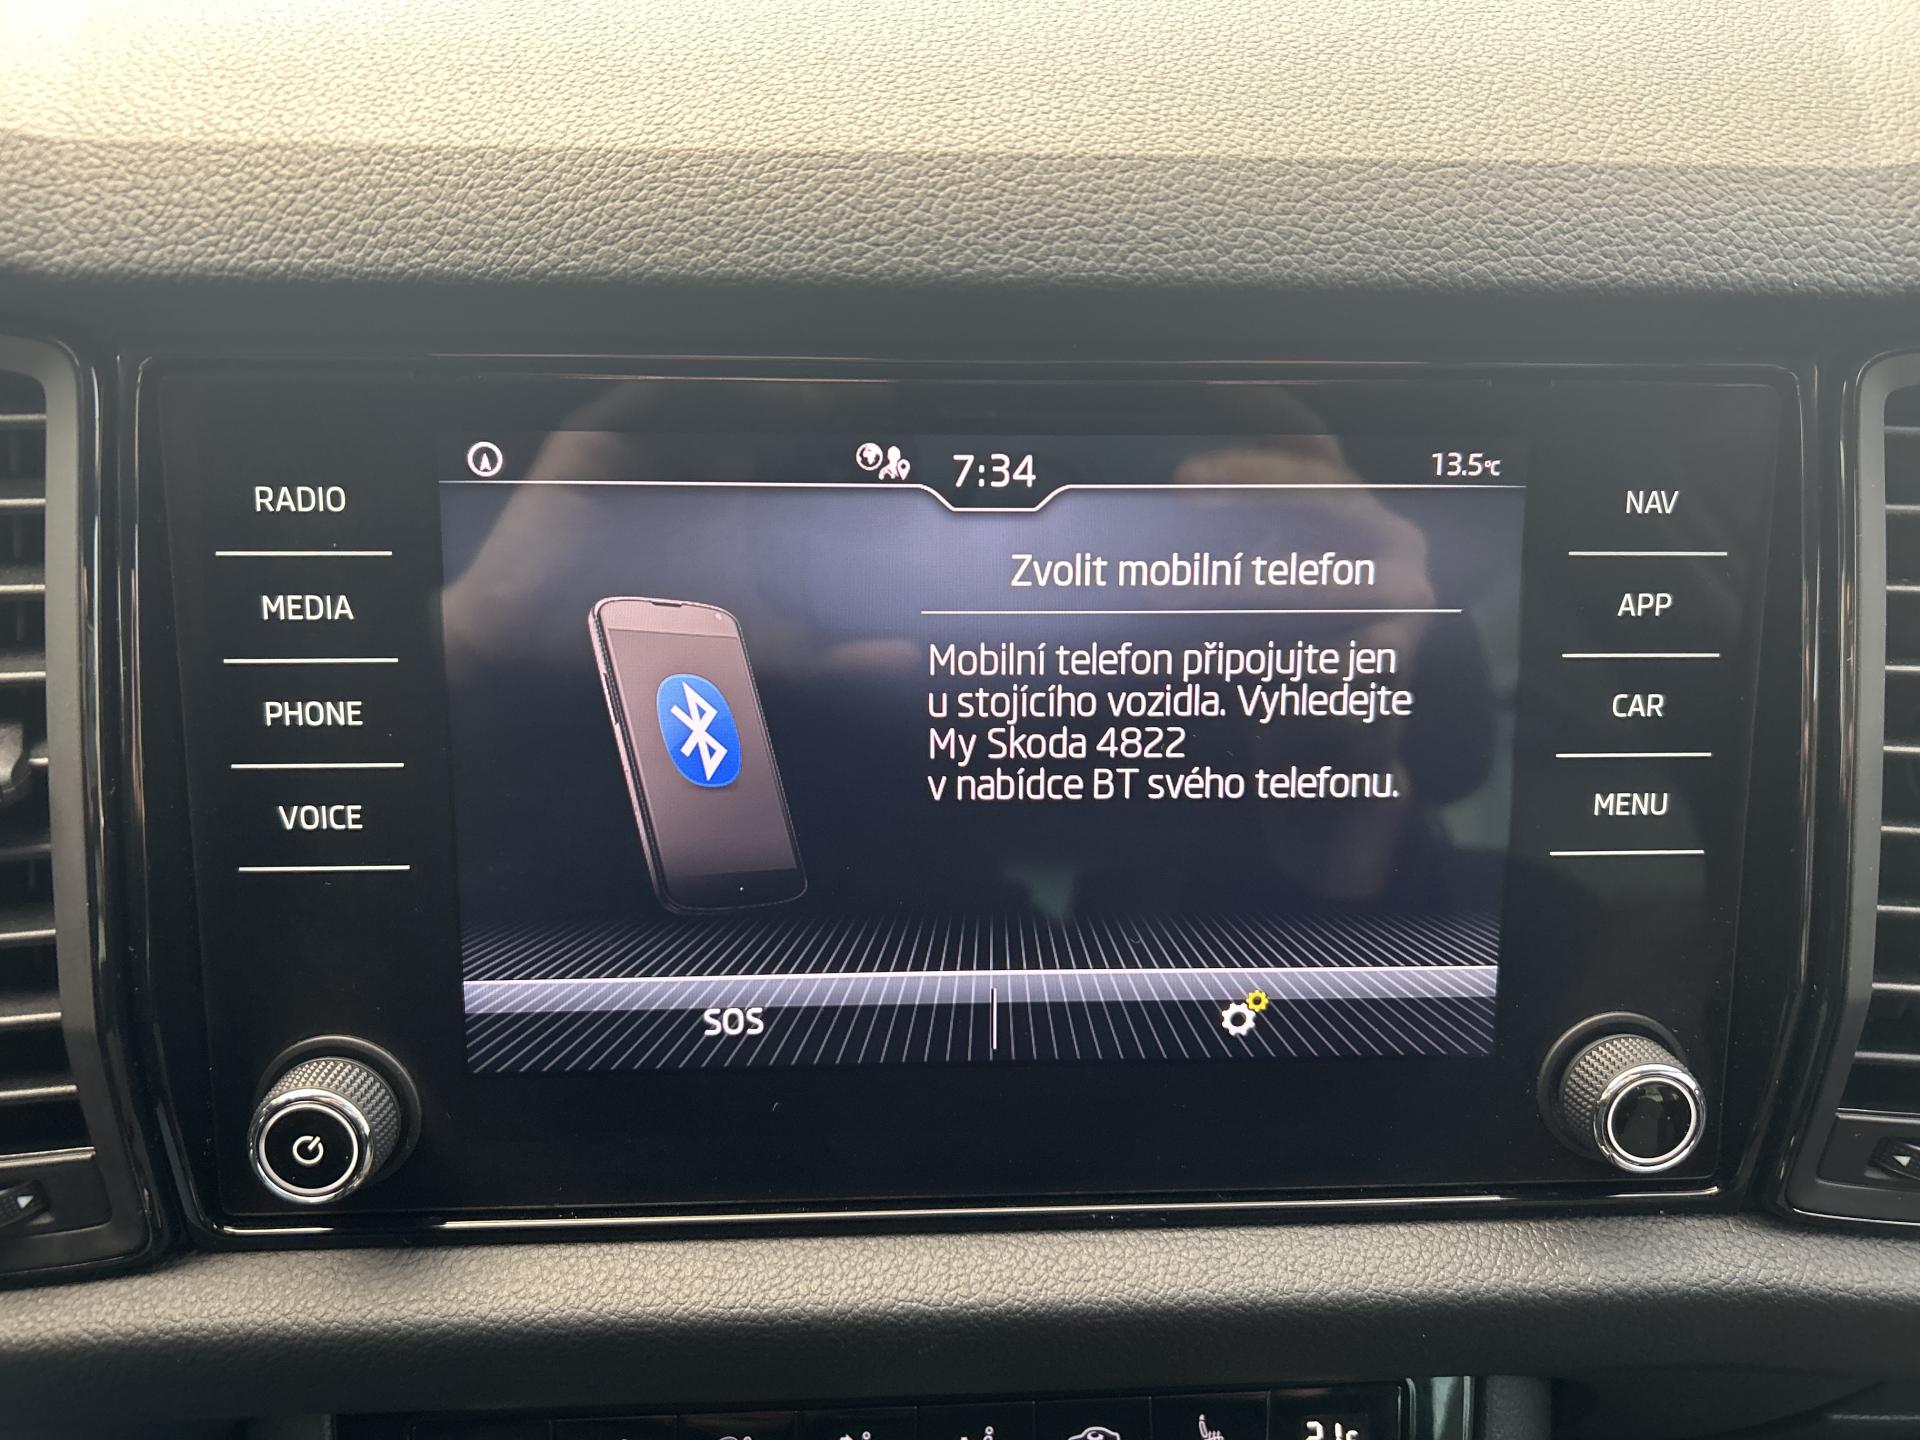 7:34
13.5°C
RADIO
MEDIA
PHONE
VOICE
Zvolit mobilní telefon
Mobilní telefon připojujte jen
u stojícího vozidla. Vyhledejte
My Skoda 4822
v nabídce BT svého telefonu.
SOS
NAV
APP
CAR
MENU